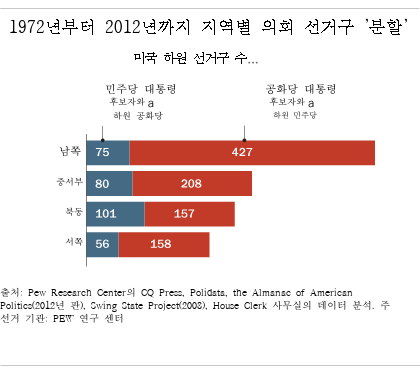 1972년부터 2012년까지 지역별 의회 선거구 '분할'
미국 하원 선거구 수...
민주당 대통령
후보자와 a
하원 공화당
공화당 대통령
후보자와 a
하원 민주당
남쪽 75 427
중서부 80 208
북동 101 157
서쪽 56 158
출처: Pew Research Center의 CQ Press, Polidata, the Almanac of American
Politics(2012년 판), Swing State Project(2008), House Clerk 사무실의 데이터 분석. 주
선거 기관: PEW 연구 센터